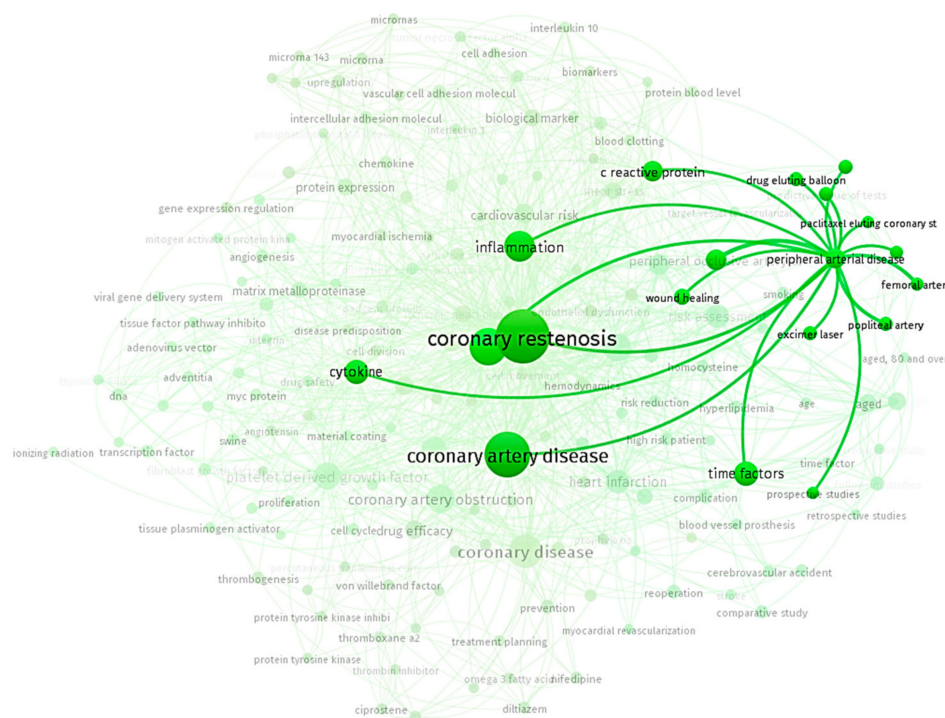 micrornas
interleukin 10
microrna 143
microrna
cell adhesion
upregulation
biomarkers
vascular cell adhesion molecul
protein blood level
intercellular adhesion molecul
biological marker
interleukin 1
blood clotting
chemokine
c reactive protein
protein expression
drug eluting balloon
gene expression regulation
cardiovascular risk
paclitaxel eluting coronary st
mitogen activated protein kina
myocardial ischemia
inflammation
angiogenesis
peripheral occlusive arter
peripheral arterial disease
viral gene delivery system
matrix metalloproteinase
wound healing
smoking
femoral arter
tissue factor pathway inhibito
disease predisposition
endothelial dysfunction
risk assessment
popliteal artery
adenovirus vector
coronary restenosis
excimer laser
cell division
aged, 80 and over
adventitia
drug safety
cytokine
homocysteine
dna
myc protein
hemodynamics
risk reduction
hyperlipidemia
age
aged
swine
angiotensin
material coating
high risk patient
ionizing radiation
transcription factor
coronary artery disease
time factor
platelet derived growth factor
heart infarction
time factors
proliferation
coronary artery obstruction
complication
prospective studies
tissue plasminogen activator
cell cycle
drug efficacy
blood vessel prosthesis
retrospective studies
coronary disease
thrombogenesis
von willebrand factor
cerebrovascular accident
reoperation
stroke
prevention
comparative study
protein tyrosine kinase inhibi
thromboxane a2
treatment planning
myocardial revascularization
protein tyrosine kinase
thrombin inhibitor
omega 3 fatty acid
nifedipine
ciprostene
diltiazem